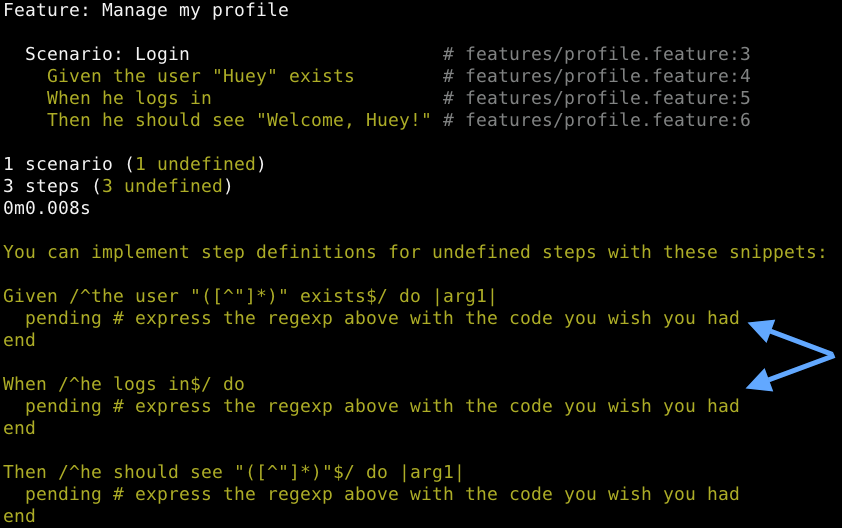 Feature: Manage my profile
Scenario: Login # features/profile.feature:3
Given the user "Huey" exists # features/profile.feature:4
When he logs in # features/profile.feature:5
Then he should see "Welcome, Huey!" # features/profile.feature:6
1 scenario (1 undefined)
3 steps (3 undefined)
0m0.008s
You can implement step definitions for undefined steps with these snippets:
Given /^the user "([^"]*)" exists$/ do |arg1|
pending # express the regexp above with the code you wish you had
end
When /^he logs in$/ do
pending # express the regexp above with the code you wish you had
end
Then /^he should see "([^"]*)"$/ do |arg1|
pending # express the regexp above with the code you wish you had
end